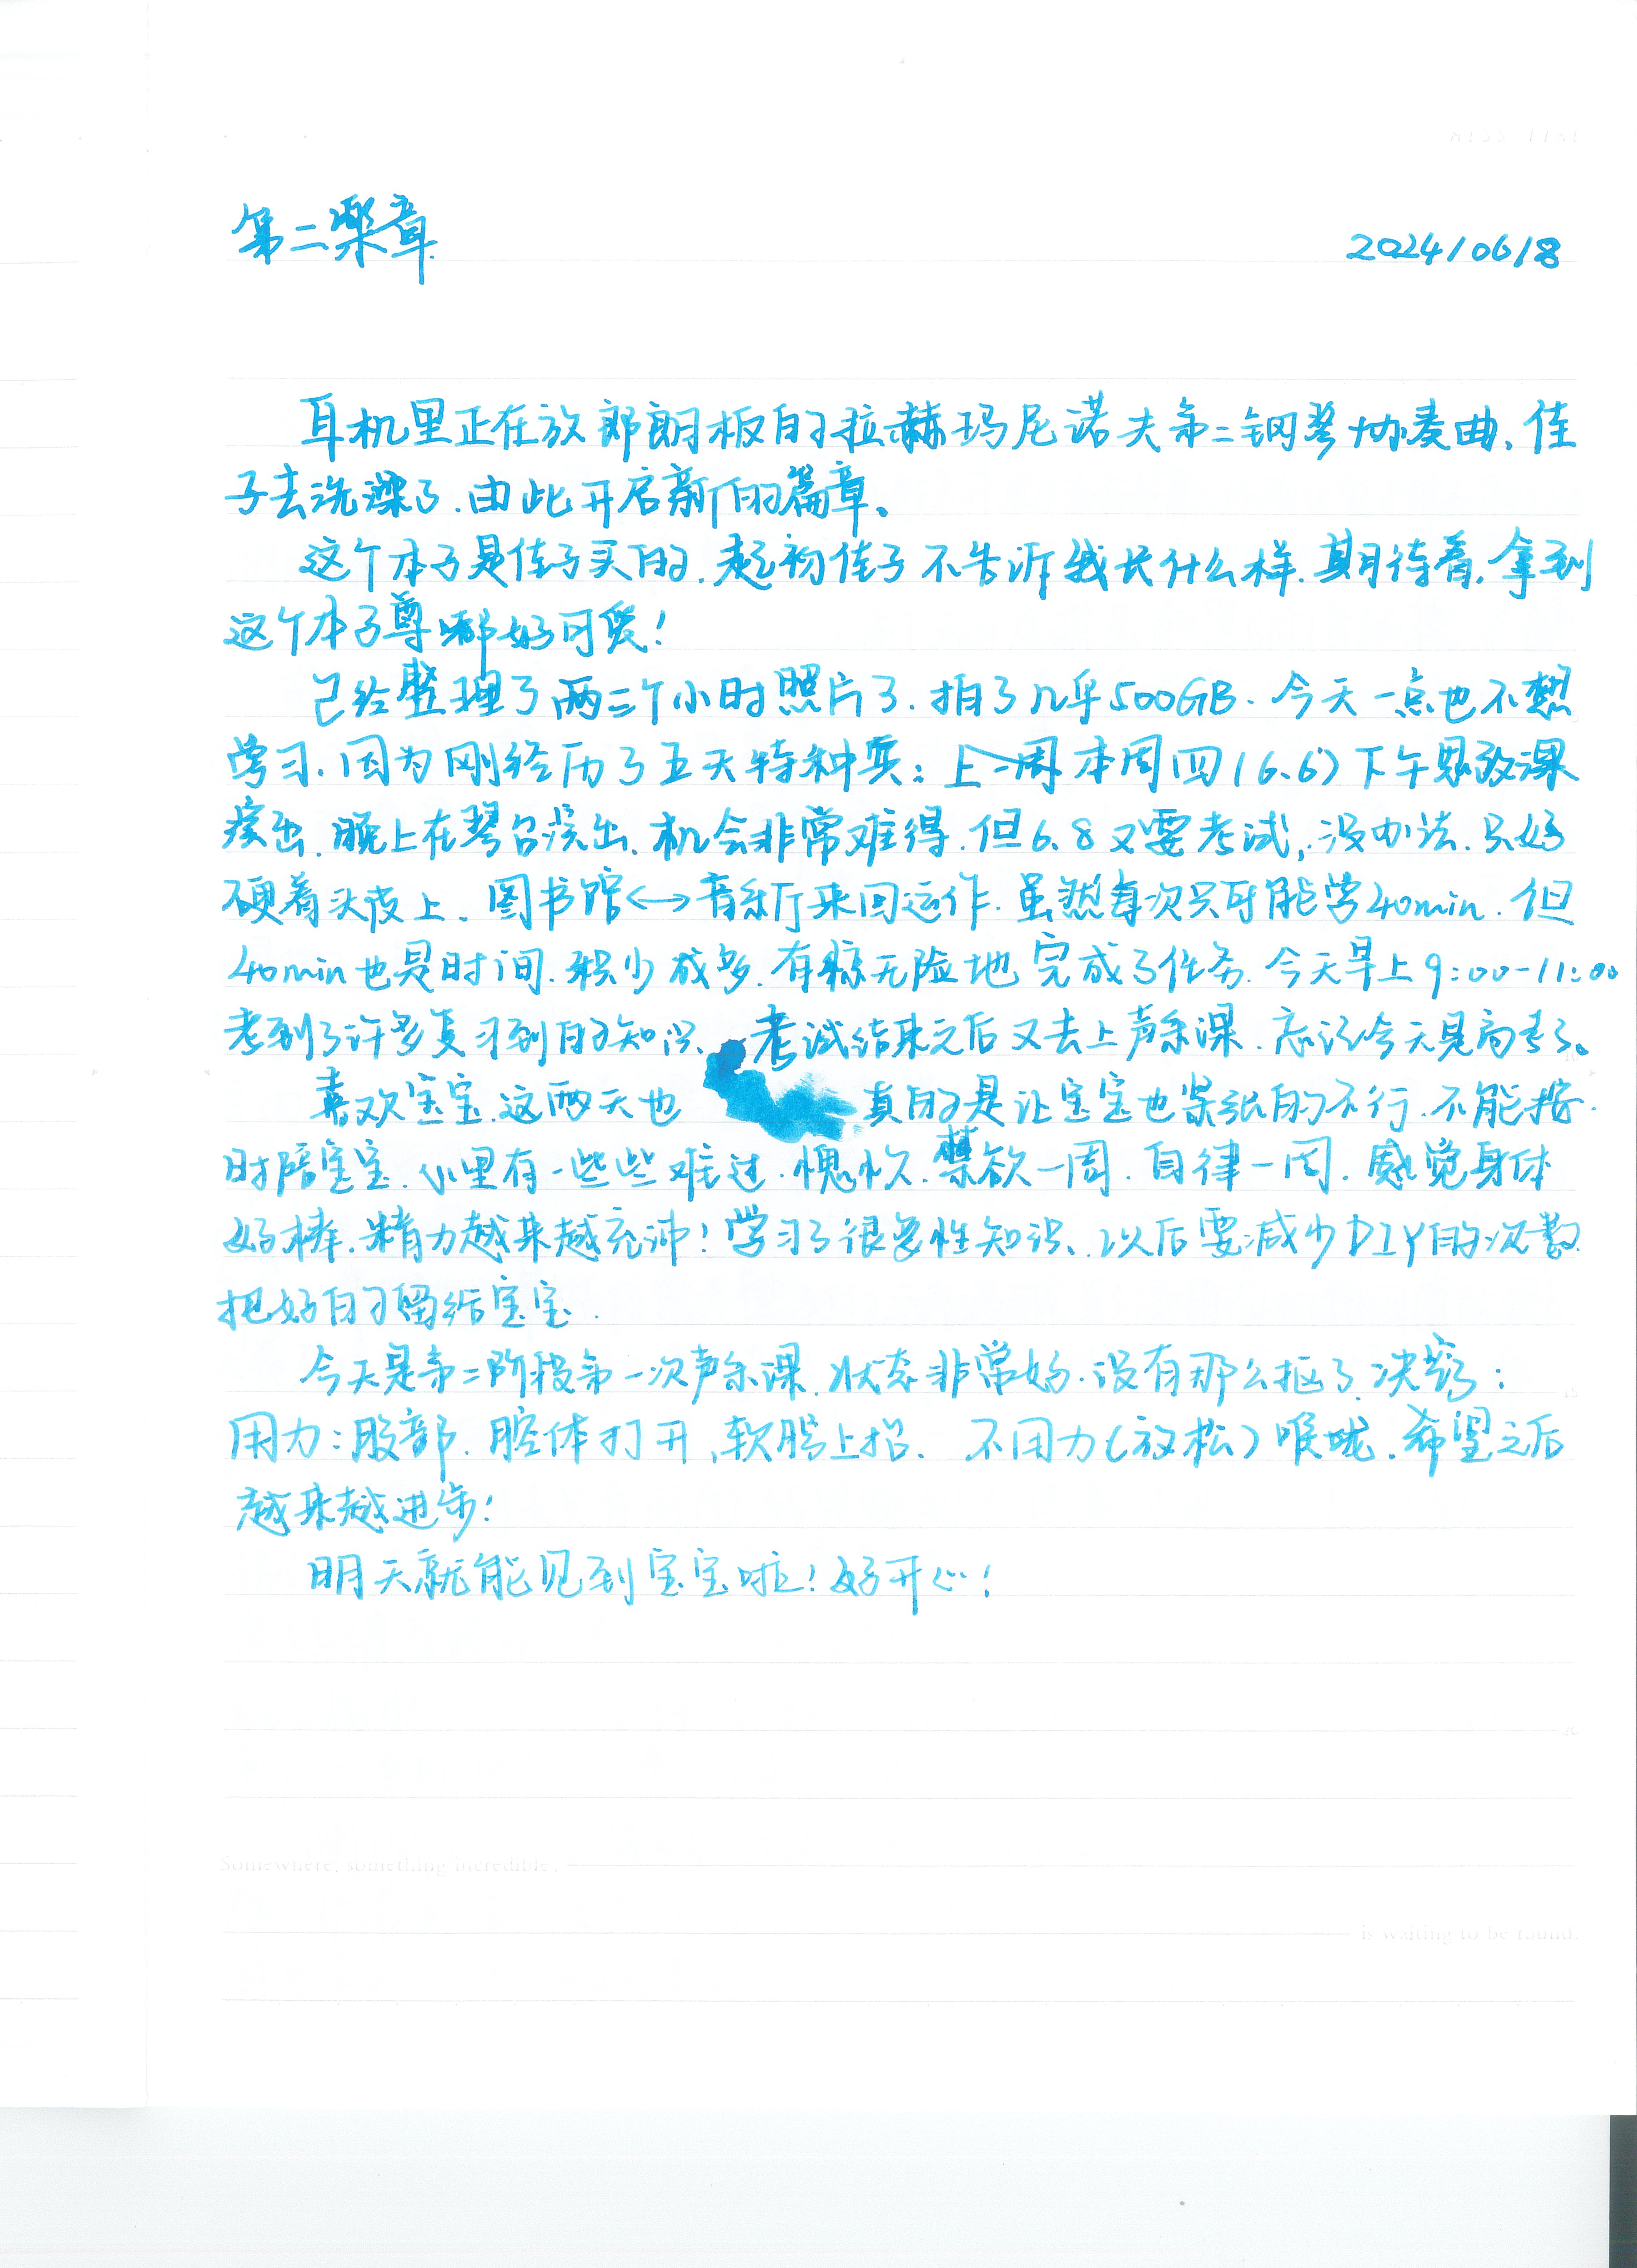 第二樂章
2024/06/8
耳机里正在放郎朗板的拉赫玛尼诺夫第二钢琴协奏曲、佳
子去洗澡了.由此开启新的篇章。
这个本子是佳子买的.起初佳子不告诉我长什么样.期待着,拿到
这个本子尊嘟好可爱!
已经整理了两三个小时照片了.拍了几乎500GB.今天一点也不想
学习.因为刚经历了五天特种兵:上一周 本周四(6.6)下午思政课
演出.晚上在琴台演出.机会非常难得.但6.8又要考试,没办法.只好
硬着头皮上.图书馆<->音乐厅来回运作.虽然每次只可能学40min.但
40min也是时间.积少成多.有惊无险地完成了任务.今天早上9:00-11:00
考到了许多复习到的知识、考试结束之后又去上声乐课.忘记今天是高考了。
喜欢宝宝.这两天也 真的是让宝宝也紧张的不行.不能按
时陪宝宝.心里有一些些难过.愧疚.禁欲一周.自律一周.感觉身体
好棒.精力越来越充沛!学习了很多性知识、以后要减少DIY的次数
把好的留给宝宝.
今天是第二阶段第一次声乐课.状态非常好.没有那么抠了.决窍:
用力:股部.腔体打开、软腭上抬.不用力(放松)喉咙.希望之后
越来越进步!
明天就能见到宝宝啦!好开心!
Somewhere, something incredible,
is waiting to be found.